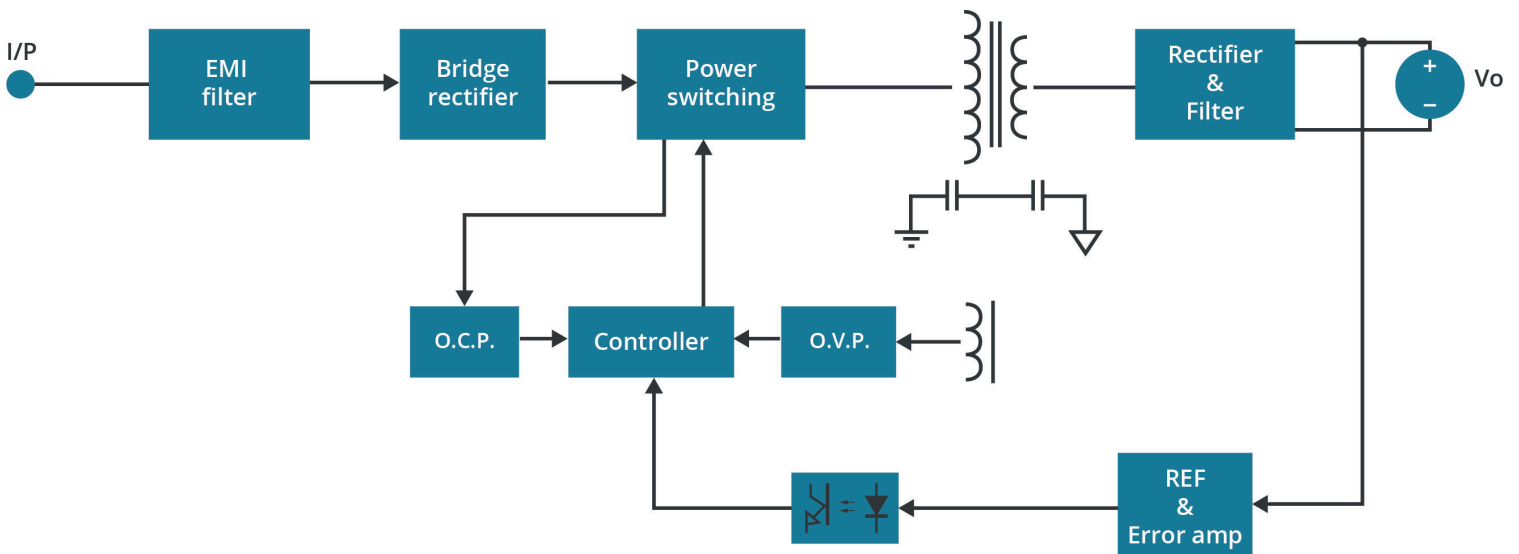 I/P
EMI
filter
Bridge
rectifier
Power
switching
Rectifier
&
Filter
+
−
Vo
O.C.P.
Controller
O.V.P.
REF
&
Error amp